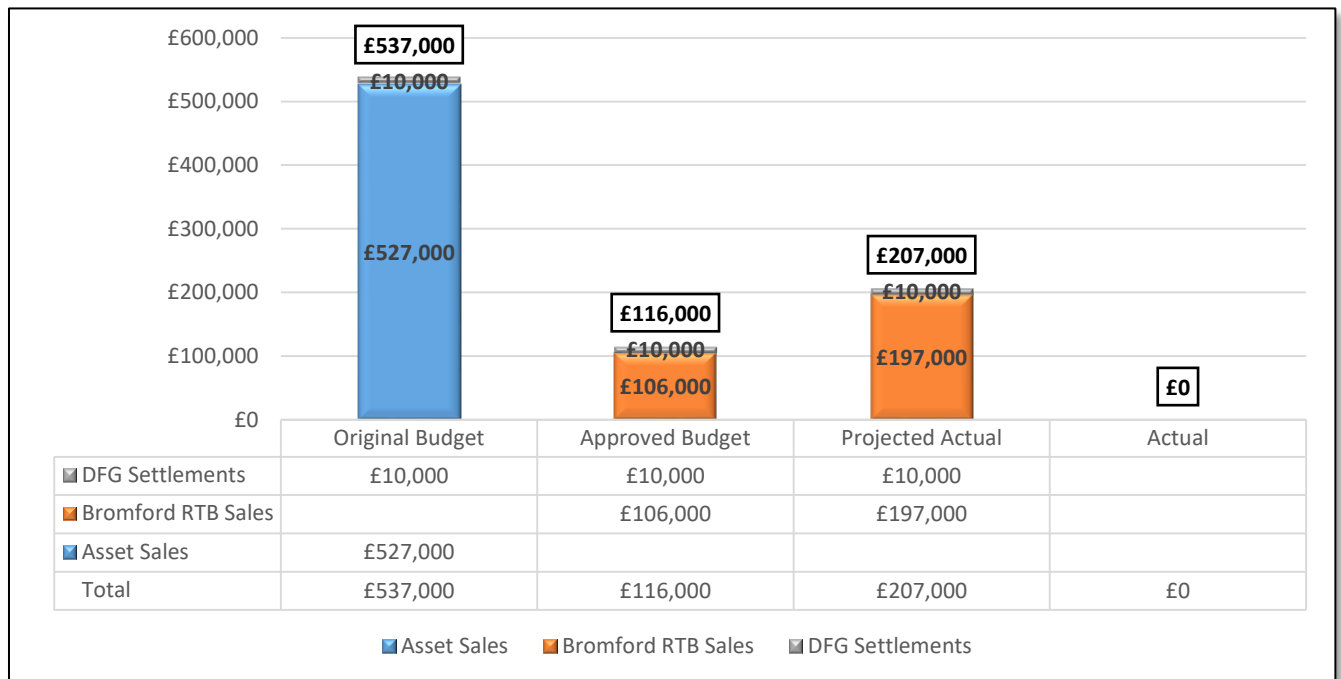 £600,000
£537,000
£10,000
£500,000
£400,000
£300,000
£527,000
£207,000
£200,000
£10,000
£116,000
£100,000
£10,000
£197,000
£106,000
£0
£0
Original Budget Approved Budget Projected Actual Actual
DFG Settlements £10,000 £10,000 £10,000
Bromford RTB Sales £106,000 £197,000
Asset Sales £527,000
Total £537,000 £116,000 £207,000 £0
Asset Sales Bromford RTB Sales DFG Settlements